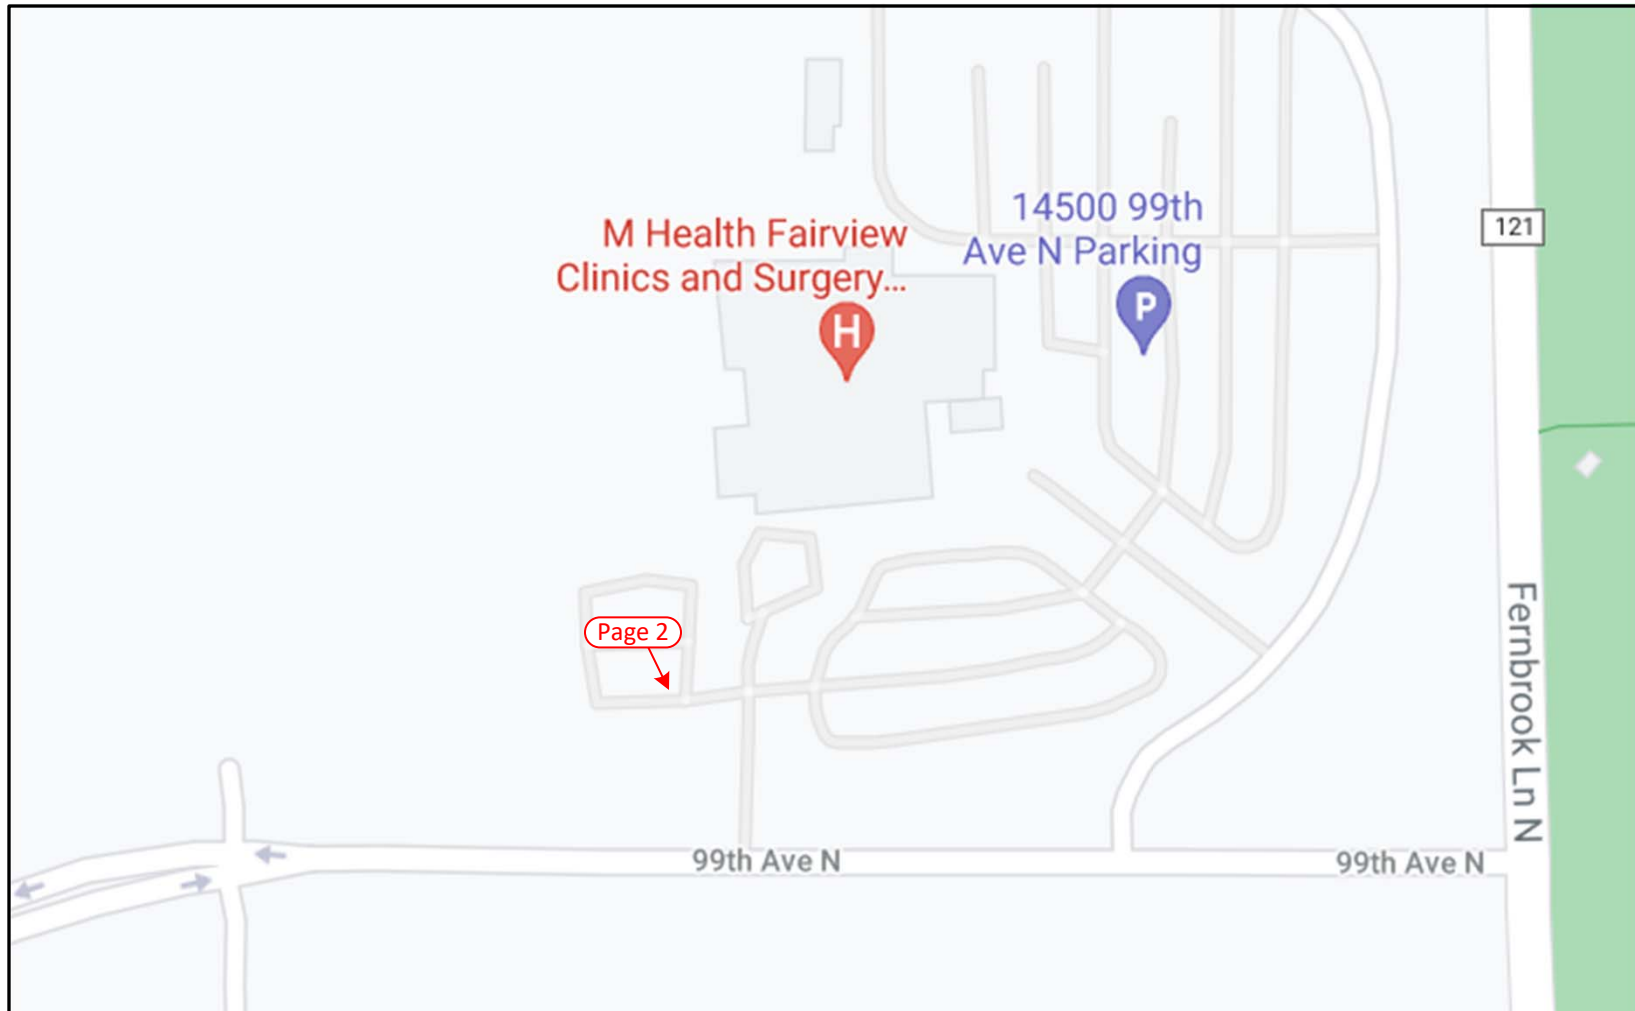 M Health Fairview
Clinics and Surgery...
H
14500 99th
Ave N Parking
P
121
Page 2
Fernbrook Ln N
99th Ave N
99th Ave N